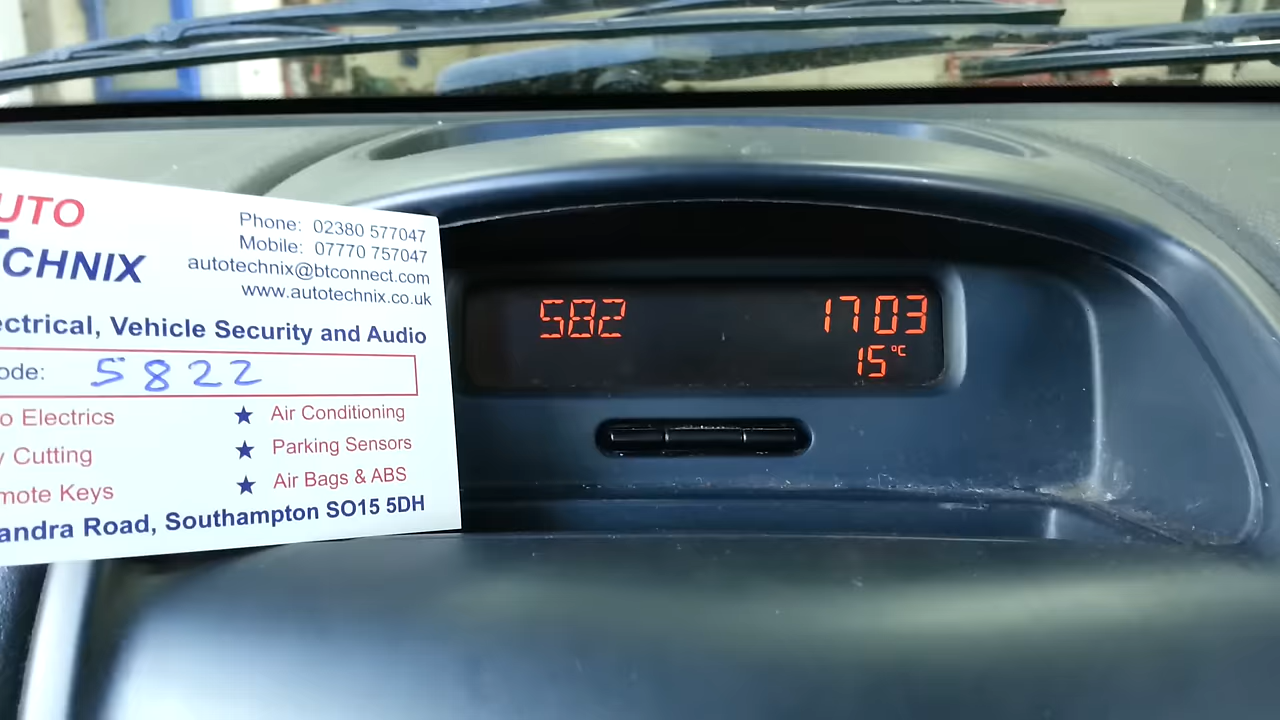 UTO
CHNIX
Phone: 02380 577047
Mobile: 07770 757047
autotechnix@btconnect.com
www.autotechnix.co.uk
ectrical, Vehicle Security and Audio
ode: 5822
o Electrics
★ Air Conditioning
y Cutting
★ Parking Sensors
mote Keys
★ Air Bags & ABS
andra Road, Southampton SO15 5DH
582
1703
15°C